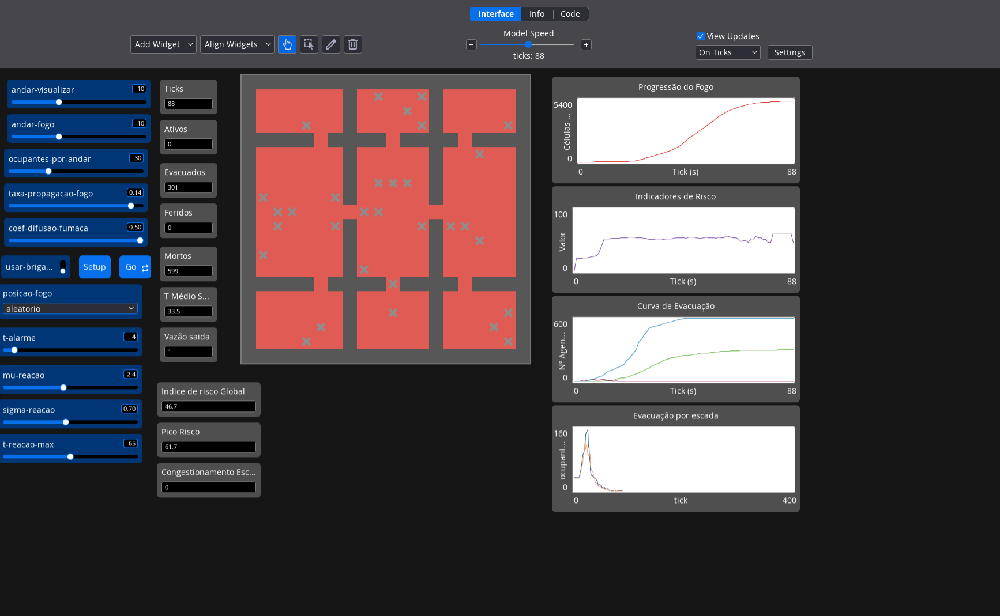 Interface Info Code
Add Widget Align Widgets
Model Speed
ticks: 88
View Updates
On Ticks Settings
andar-visualizar 10
andar-fogo 10
ocupantes-por-andar 30
taxa-propagacao-fogo 0.14
coef-difusao-fumaca 0.50
usar-briga... Setup Go
posicao-fogo
aleatorio
t-alarme 4
mu-reacao 2.4
sigma-reacao 0.70
t-reacao-max 65
Ticks
88
Ativos
0
Evacuados
301
Feridos
0
Mortos
599
T Médio S...
33.5
Vazão saida
1
Indice de risco Global
46.7
Pico Risco
61.7
Congestionamento Esc...
0
Progressão do Fogo
5400
Células ...
0
0 Tick (s) 88
Indicadores de Risco
100
Valor
0
0 Tick (s) 88
Curva de Evacuação
600
N° Agen...
0
0 Tick (s) 88
Evacuação por escada
160
ocupant...
0
0 tick 400